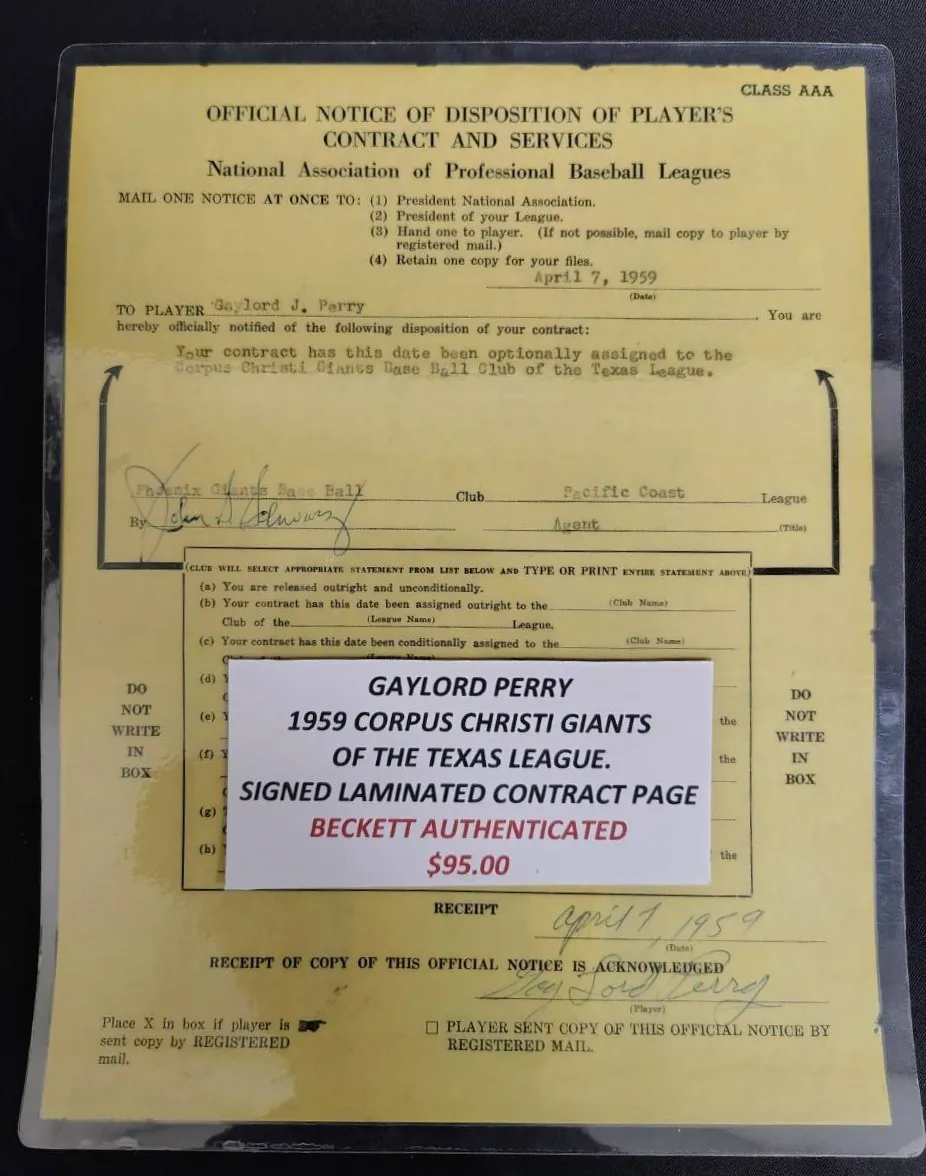 CLASS AAA
OFFICIAL NOTICE OF DISPOSITION OF PLAYER'S
CONTRACT AND SERVICES
National Association of Professional Baseball Leagues
MAIL ONE NOTICE AT ONCE TO: (1) President National Association.
(2) President of your League.
(3) Hand one to player. (If not possible, mail copy to player by
registered mail.)
(4) Retain one copy for your files.
April 7, 1959
(Date)
TO PLAYER Gaylord J. Perry. You are
hereby officially notified of the following disposition of your contract:
Your contract has this date been optionally assigned to the
Corpus Christi Giants Base Ball Club of the Texas League.
Phoenix Giants Base Ball Club Pacific Coast League
By John S. Schwarz Agent (Title)
(CLUB WILL SELECT APPROPRIATE STATEMENT FROM LIST BELOW AND TYPE OR PRINT ENTIRE STATEMENT ABOVE)
(a) You are released outright and unconditionally.
(b) Your contract has this date been assigned outright to the (Club Name)
Club of the (League Name) League.
(c) Your contract has this date been conditionally assigned to the (Club Name)
(d)
(e) the
(f) the
(g)
(h) the
DO
NOT
WRITE
IN
BOX
DO
NOT
WRITE
IN
BOX
GAYLORD PERRY
1959 CORPUS CHRISTI GIANTS
OF THE TEXAS LEAGUE.
SIGNED LAMINATED CONTRACT PAGE
BECKETT AUTHENTICATED
$95.00
RECEIPT
April 7, 1959
(Date)
RECEIPT OF COPY OF THIS OFFICIAL NOTICE IS ACKNOWLEDGED
Gaylord Perry
(Player)
Place X in box if player is
sent copy by REGISTERED
mail.
PLAYER SENT COPY OF THIS OFFICIAL NOTICE BY
REGISTERED MAIL.